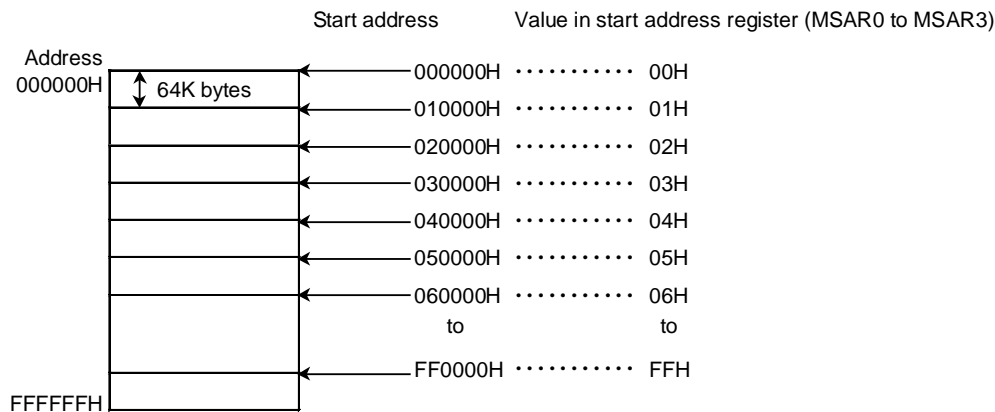 Start address Value in start address register (MSAR0 to MSAR3)
Address
000000H
64K bytes
000000H ··········· 00H
010000H ··········· 01H
020000H ··········· 02H
030000H ··········· 03H
040000H ··········· 04H
050000H ··········· 05H
060000H ··········· 06H
to to
FF0000H ··········· FFH
FFFFFFH